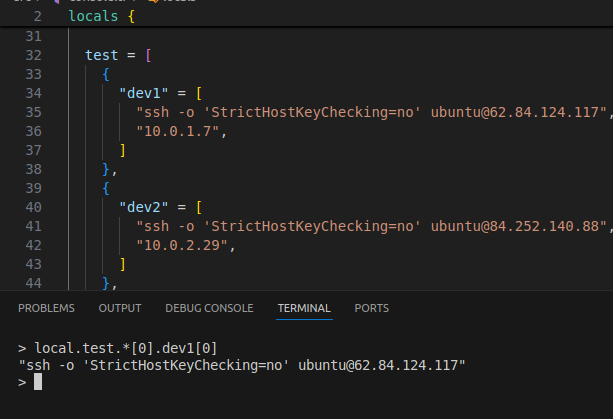 2 locals {
31
32 test = [
33 {
34 "dev1" = [
35 "ssh -o 'StrictHostKeyChecking=no' ubuntu@62.84.124.117",
36 "10.0.1.7",
37 ]
38 },
39 {
40 "dev2" = [
41 "ssh -o 'StrictHostKeyChecking=no' ubuntu@84.252.140.88",
42 "10.0.2.29",
43 ]
44 },
PROBLEMS OUTPUT DEBUG CONSOLE TERMINAL PORTS
> local.test.*[0].dev1[0]
"ssh -o 'StrictHostKeyChecking=no' ubuntu@62.84.124.117"
>